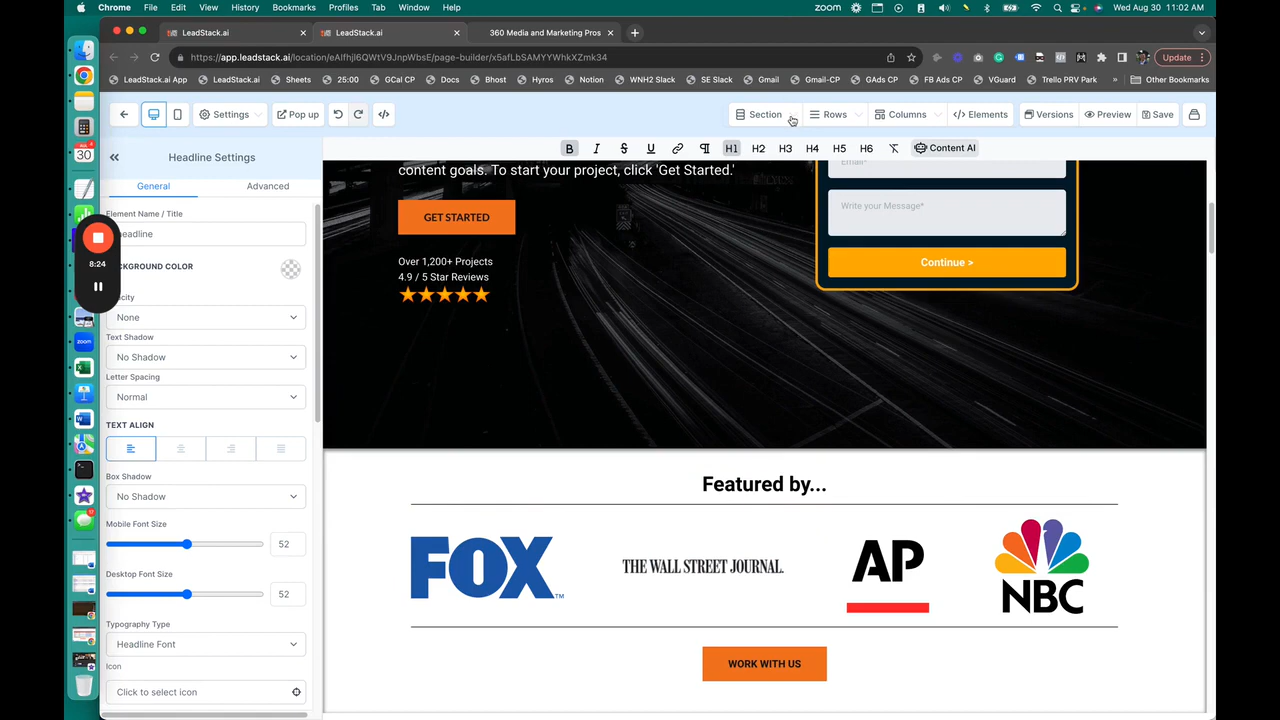 Chrome File Edit View History Bookmarks Profiles Tab Window Help zoom Wed Aug 30 11:02 AM
LeadStack.ai LeadStack.ai 360 Media and Marketing Pros
https://app.leadstack.ai/location/eAlfhjl6QWtV9JnpWbsE/page-builder/x5afLbSAMYYWhkXZmk34 Update
LeadStack.ai App LeadStack.ai Sheets 25:00 GCal CP Docs Bhost Hyros Notion WNH2 Slack SE Slack Gmail Gmail-CP GAds CP FB Ads CP VGuard Trello PRV Park » Other Bookmarks
Settings Pop up Section Rows Columns Elements Versions Preview Save
Headline Settings
B I S U H1 H2 H3 H4 H5 H6 Content AI
General Advanced
Element Name / Title
headline
BACKGROUND COLOR
None
Text Shadow
No Shadow
Letter Spacing
Normal
TEXT ALIGN
Box Shadow
No Shadow
Mobile Font Size
52
Desktop Font Size
52
Typography Type
Headline Font
Icon
Click to select icon
8:24
30
zoom
content goals. To start your project, click 'Get Started.'
GET STARTED
Over 1,200+ Projects
4.9 / 5 Star Reviews
Email*
Write your Message*
Continue >
Featured by...
FOX™
THE WALL STREET JOURNAL.
AP
NBC
WORK WITH US